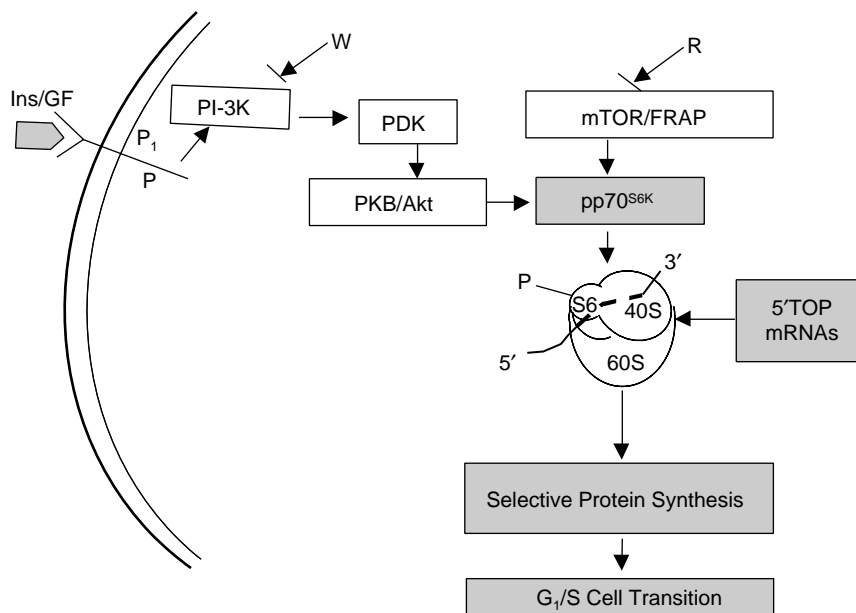 W
R
Ins/GF
PI-3K
P₁
P
PDK
mTOR/FRAP
PKB/Akt
pp70ˢ⁶ᴷ
3′
P
S6
40S
5′TOP
mRNAs
5′
60S
Selective Protein Synthesis
G₁/S Cell Transition